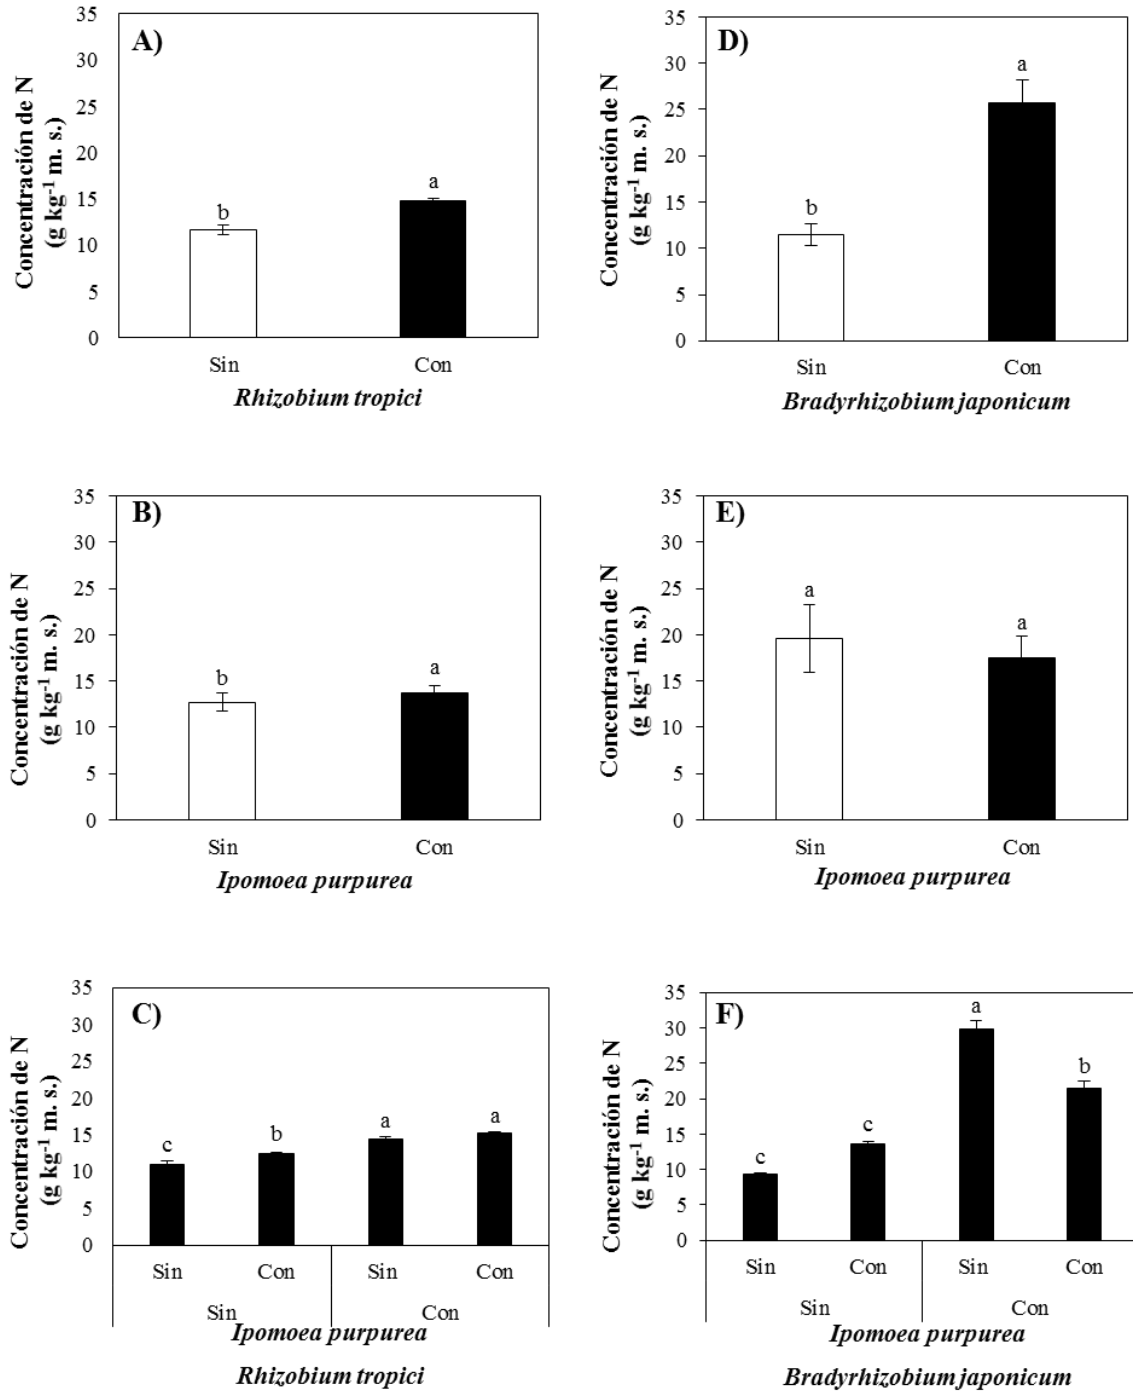 A)
Concentración de N
(g kg-1 m. s.)
35
30
25
20
15
10
5
0
b
a
Sin
Con
Rhizobium tropici
D)
Concentración de N
(g kg-1 m. s.)
35
30
25
20
15
10
5
0
b
a
Sin
Con
Bradyrhizobium japonicum
B)
Concentración de N
(g kg-1 m. s.)
35
30
25
20
15
10
5
0
b
a
Sin
Con
Ipomoea purpurea
E)
Concentración de N
(g kg-1 m. s.)
35
30
25
20
15
10
5
0
a
a
Sin
Con
Ipomoea purpurea
C)
Concentración de N
(g kg-1 m. s.)
35
30
25
20
15
10
5
0
c
b
a
a
Sin Con Sin Con
Sin Con
Ipomoea purpurea
Rhizobium tropici
F)
Concentración de N
(g kg-1 m. s.)
35
30
25
20
15
10
5
0
c
c
a
b
Sin Con Sin Con
Sin Con
Ipomoea purpurea
Bradyrhizobium japonicum